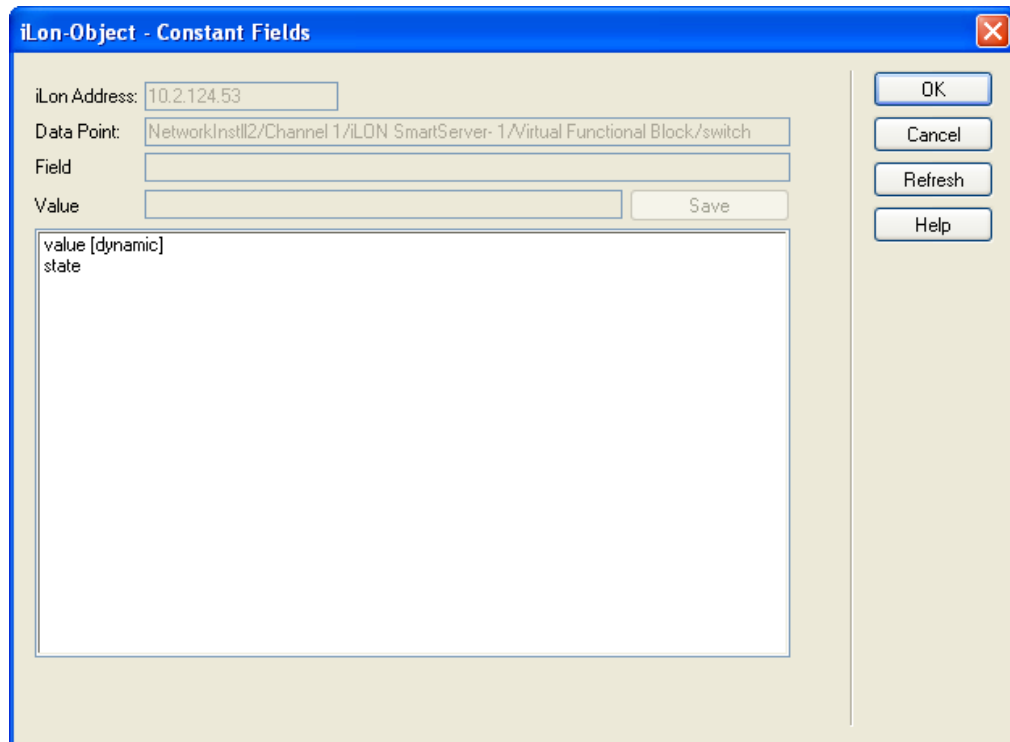 iLon-Object - Constant Fields
iLon Address: 10.2.124.53
OK
Data Point: NetworkInstll2/Channel 1/iLON SmartServer- 1/Virtual Functional Block/switch
Cancel
Field
Refresh
Value Save
Help
value [dynamic]
state